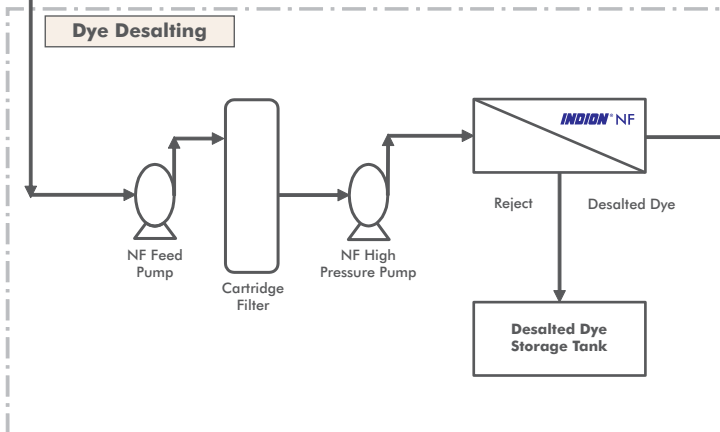 Dye Desalting
INDION® NF
Reject
Desalted Dye
NF Feed
Pump
NF High
Pressure Pump
Cartridge
Filter
Desalted Dye
Storage Tank